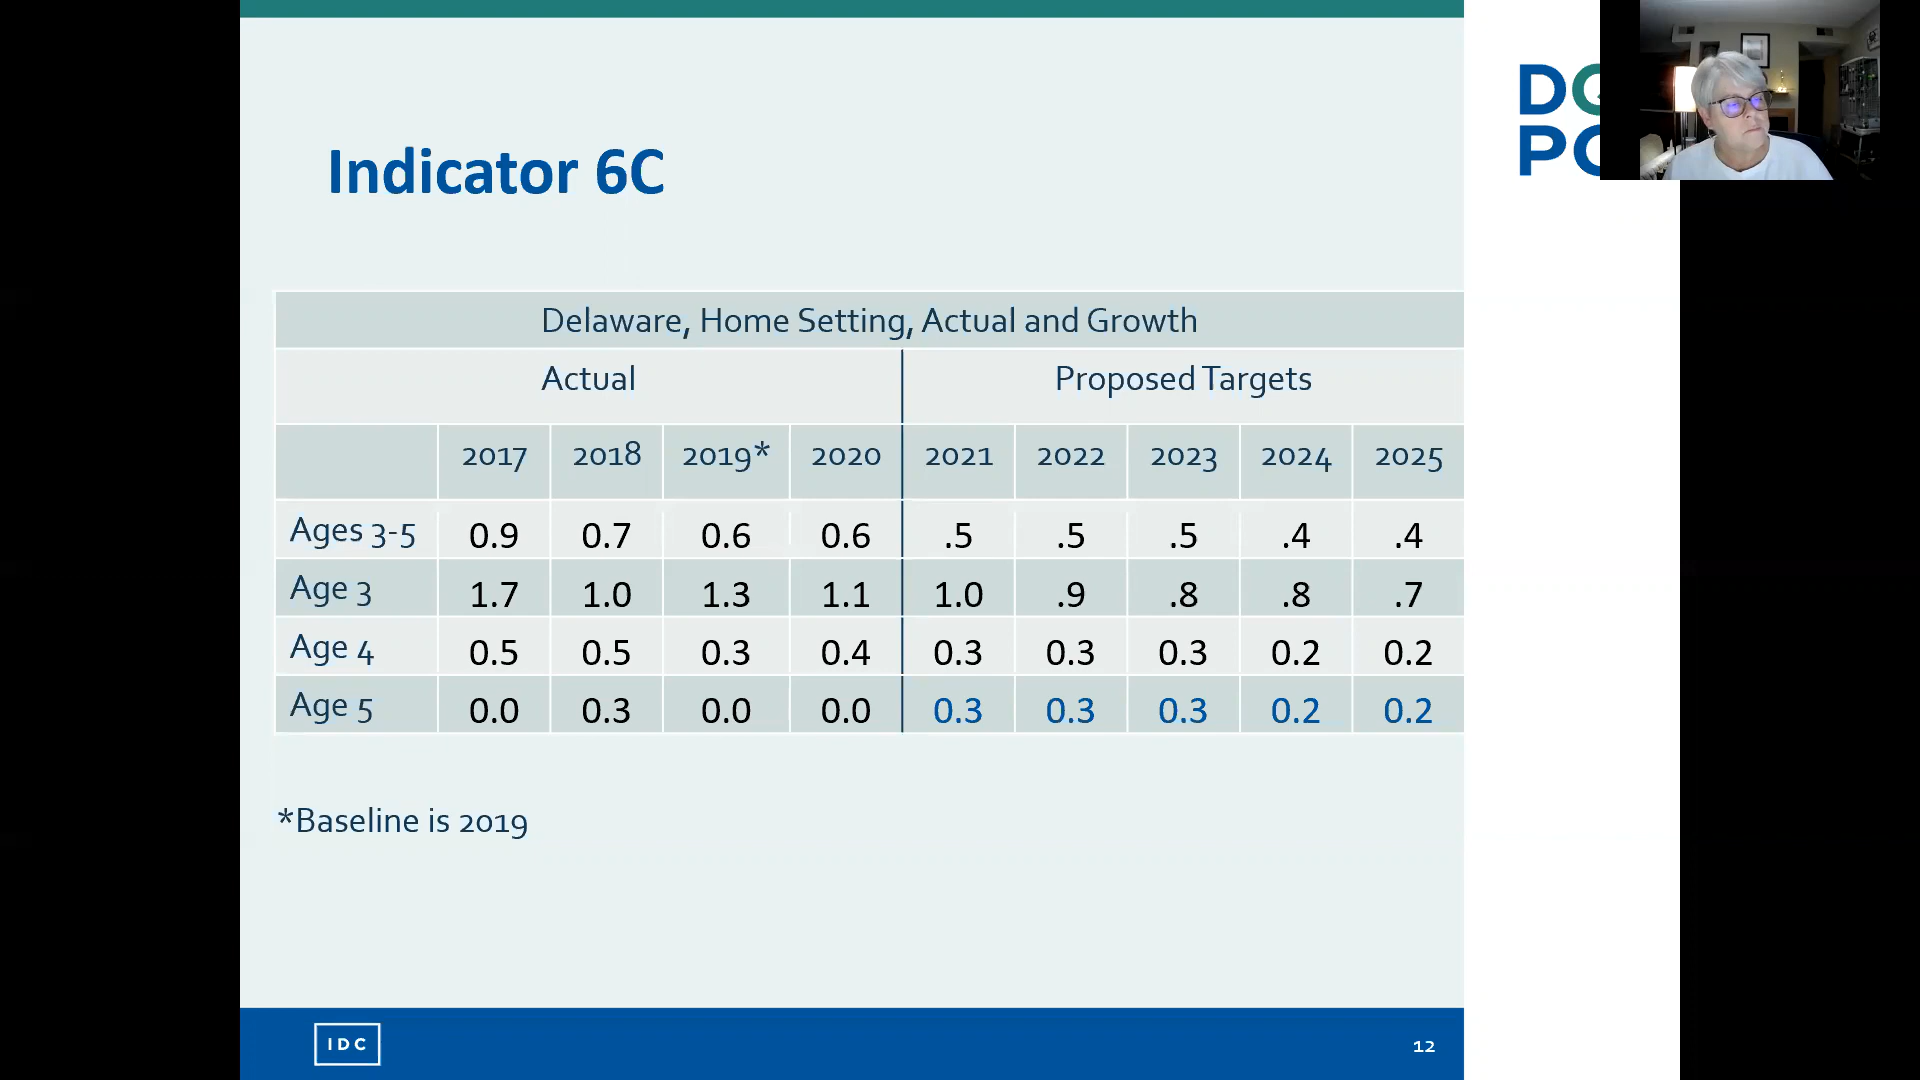 Indicator 6C
Delaware, Home Setting, Actual and Growth
Actual Proposed Targets
2017 2018 2019* 2020 2021 2022 2023 2024 2025
Ages 3-5 0.9 0.7 0.6 0.6 .5 .5 .5 .4 .4
Age 3 1.7 1.0 1.3 1.1 1.0 .9 .8 .8 .7
Age 4 0.5 0.5 0.3 0.4 0.3 0.3 0.3 0.2 0.2
Age 5 0.0 0.3 0.0 0.0 0.3 0.3 0.3 0.2 0.2
*Baseline is 2019
IDC
12